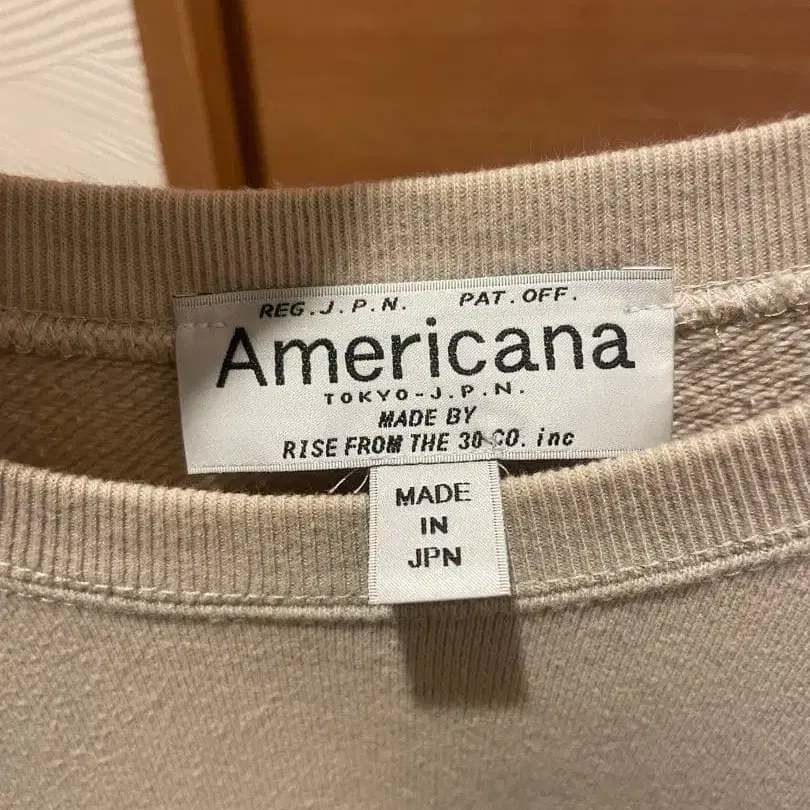 REG.J.P.N. PAT.OFF.
Americana
TOKYO-J.P.N.
MADE BY
RISE FROM THE 30 CO. inc
MADE
IN
JPN